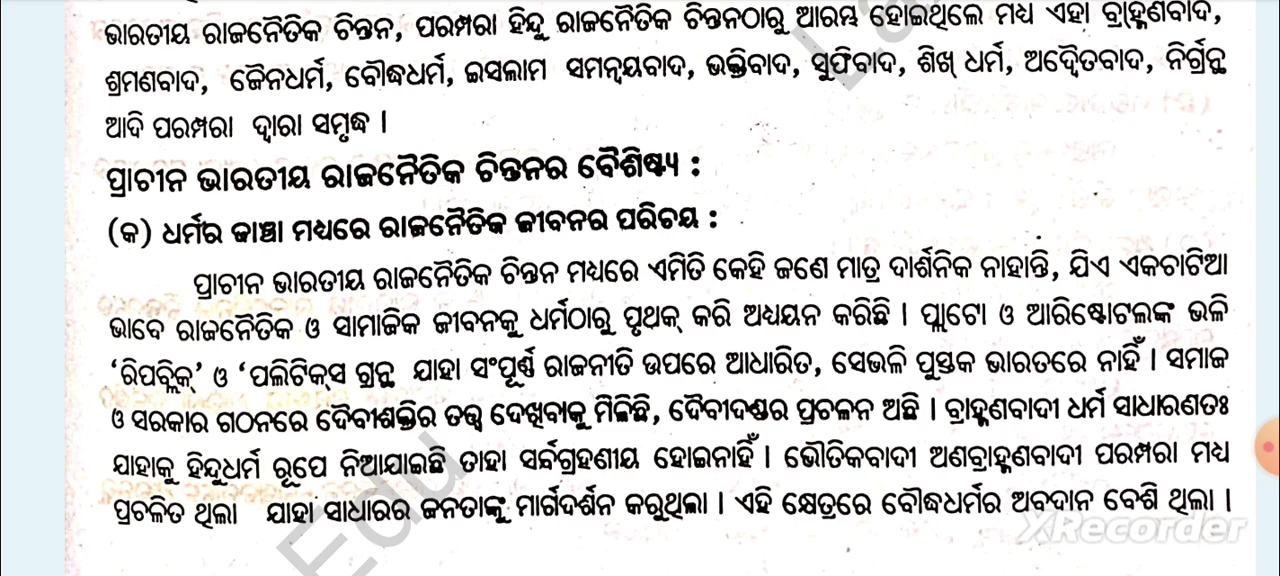 ଭାରତୀୟ ରାଜନୈତିକ ଚିନ୍ତନ, ପରମ୍ପରା ହିନ୍ଦୁ ରାଜନୈତିକ ଚିନ୍ତନଠାରୁ ଆରମ୍ଭ ହୋଇଥିଲେ ମଧ୍ୟ ଏହା ବ୍ରାହ୍ମଣବାଦ,
ଶ୍ରମଣବାଦ, ଜୈନଧର୍ମ, ବୌଦ୍ଧଧର୍ମ, ଇସଲାମ ସମନ୍ୱୟବାଦ, ଭକ୍ତିବାଦ, ସୁଫିବାଦ, ଶିଖ୍ ଧର୍ମ, ଅଦ୍ୱୈତବାଦ, ନିର୍ଗ୍ରନ୍ଥ
ଆଦି ପରମ୍ପରା ଦ୍ୱାରା ସମୃଦ୍ଧ ।
ପ୍ରାଚୀନ ଭାରତୀୟ ରାଜନୈତିକ ଚିନ୍ତନର ବୈଶିଷ୍ଟ୍ୟ :
(କ) ଧର୍ମର ଢାଞ୍ଚା ମଧ୍ୟରେ ରାଜନୈତିକ ଜୀବନର ପରିଚୟ :
ପ୍ରାଚୀନ ଭାରତୀୟ ରାଜନୈତିକ ଚିନ୍ତନ ମଧ୍ୟରେ ଏମିତି କେହି ଜଣେ ମାତ୍ର ଦାର୍ଶନିକ ନାହାନ୍ତି, ଯିଏ ଏକଚାଟିଆ
ଭାବେ ରାଜନୈତିକ ଓ ସାମାଜିକ ଜୀବନକୁ ଧର୍ମଠାରୁ ପୃଥକ୍ କରି ଅଧ୍ୟୟନ କରିଛି । ପ୍ଲାଟୋ ଓ ଆରିଷ୍ଟୋଟଲଙ୍କ ଭଳି
‘ରିପବ୍ଲିକ୍’ ଓ ‘ପଲିଟିକ୍ସ ଗ୍ରନ୍ଥ ଯାହା ସଂପୂର୍ଣ୍ଣ ରାଜନୀତି ଉପରେ ଆଧାରିତ, ସେଭଳି ପୁସ୍ତକ ଭାରତରେ ନାହିଁ । ସମାଜ
ଓ ସରକାର ଗଠନରେ ଦୈବୀଶକ୍ତିର ତତ୍ତ୍ୱ ଦେଖିବାକୁ ମିଳିଛି, ଦୈବୀଦଣ୍ଡର ପ୍ରଚଳନ ଅଛି । ବ୍ରାହ୍ମଣବାଦୀ ଧର୍ମ ସାଧାରଣତଃ
ଯାହାକୁ ହିନ୍ଦୁଧର୍ମ ରୂପେ ନିଆଯାଇଛି ତାହା ସର୍ବଗ୍ରହଣୀୟ ହୋଇନାହିଁ । ଭୌତିକବାଦୀ ଅଣବ୍ରାହ୍ମଣବାଦୀ ପରମ୍ପରା ମଧ୍ୟ
ପ୍ରଚଳିତ ଥିଲା ଯାହା ସାଧାରର ଜନତାଙ୍କୁ ମାର୍ଗଦର୍ଶନ କରୁଥିଲା । ଏହି କ୍ଷେତ୍ରରେ ବୌଦ୍ଧଧର୍ମର ଅବଦାନ ବେଶି ଥିଲା ।
Edu
XRecorder